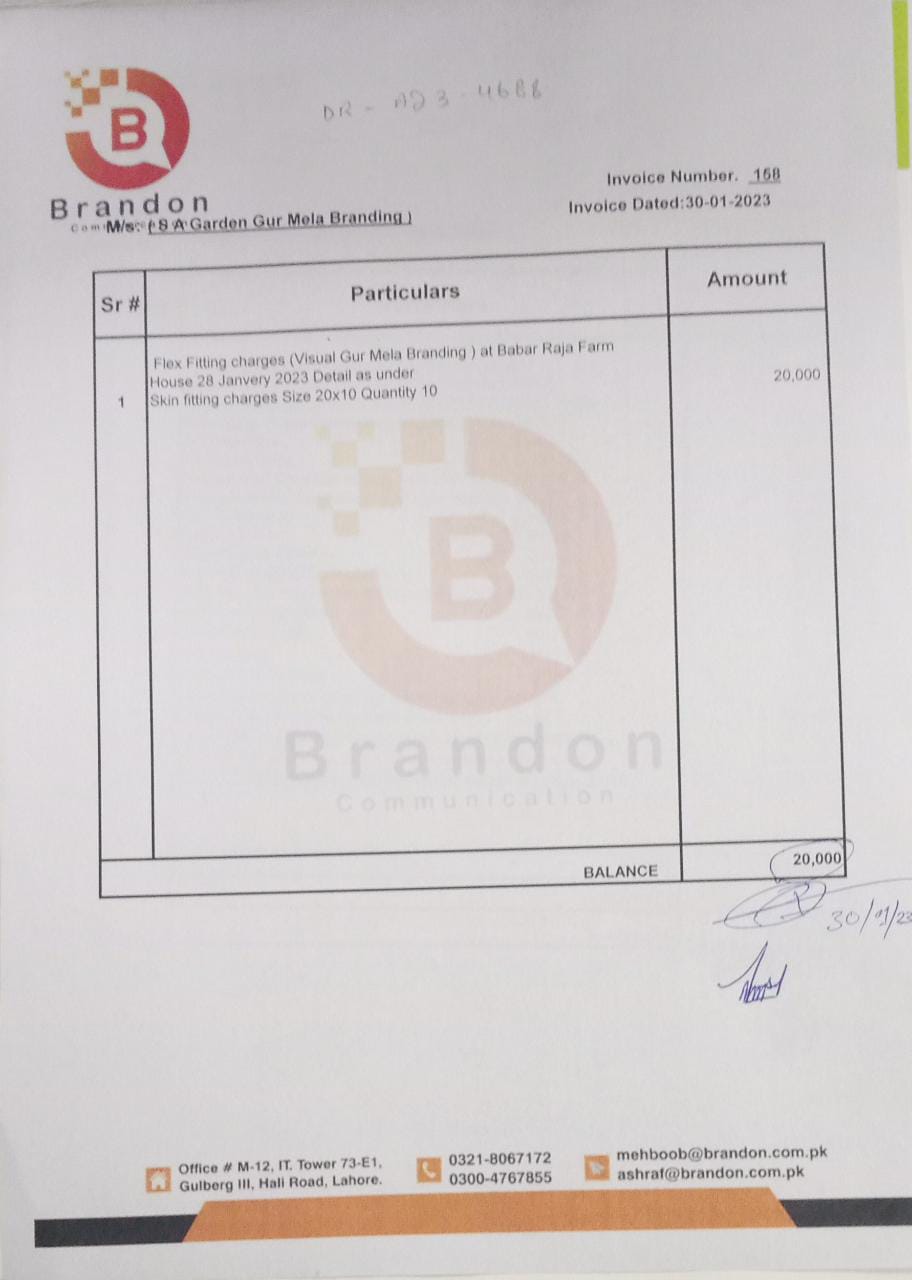 B
DR - A23-4688
Brandon
Invoice Number. 158
Invoice Dated:30-01-2023
M/s: ( S A Garden Gur Mela Branding )
Sr #
Particulars
Amount
1
Flex Fitting charges (Visual Gur Mela Branding ) at Babar Raja Farm
House 28 Janvery 2023 Detail as under
Skin fitting charges Size 20x10 Quantity 10
20,000
B
Brandon
Communication
BALANCE
20,000
30/01/23
Office # M-12, IT. Tower 73-E1,
Gulberg III, Hali Road, Lahore.
0321-8067172
0300-4767855
mehboob@brandon.com.pk
ashraf@brandon.com.pk